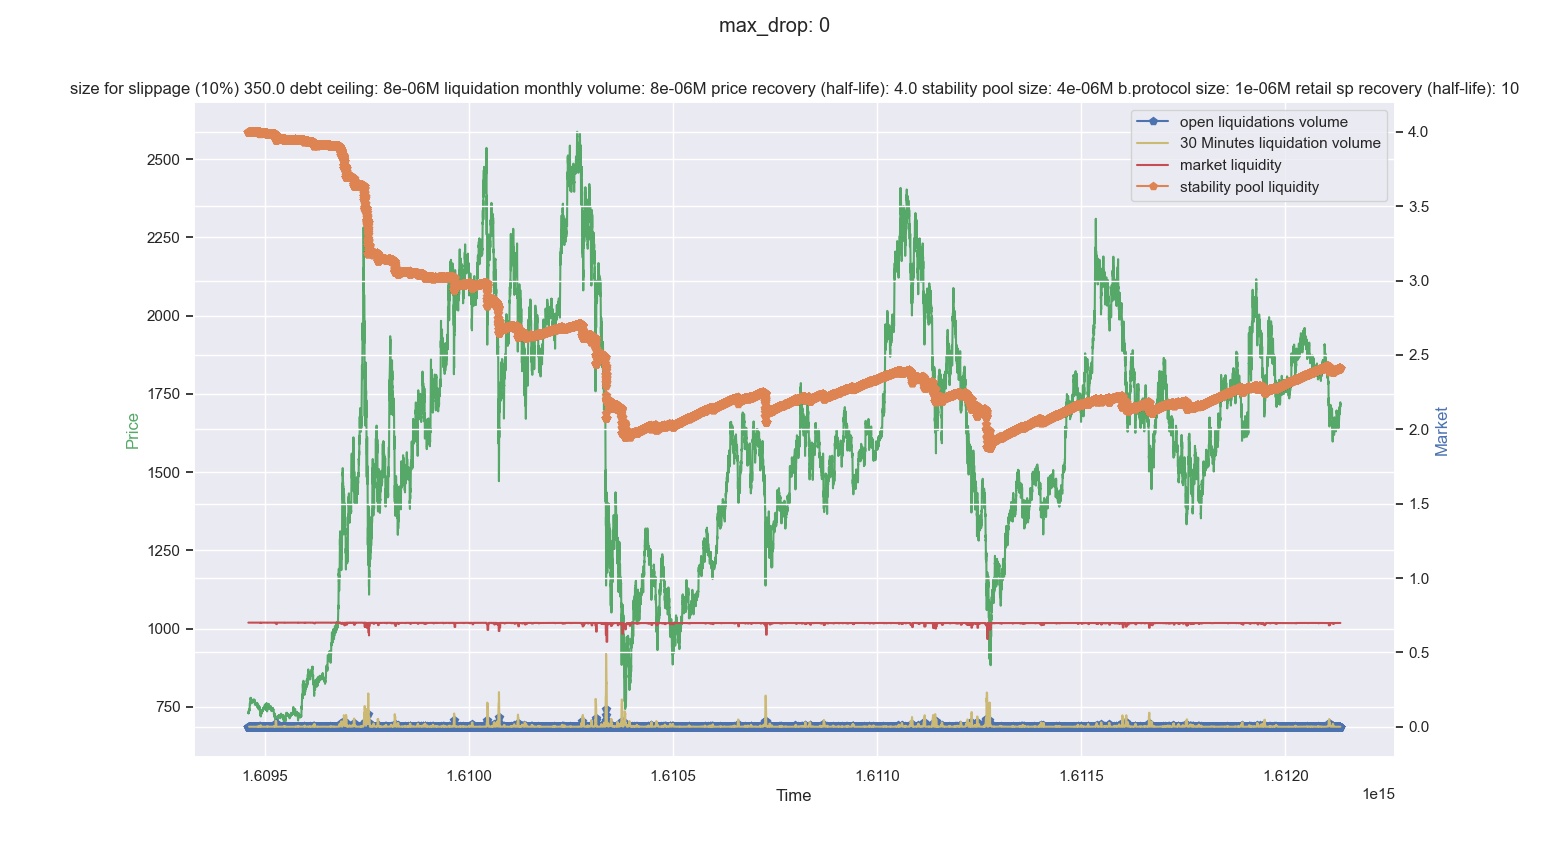 max_drop: 0
size for slippage (10%) 350.0 debt ceiling: 8e-06M liquidation monthly volume: 8e-06M price recovery (half-life): 4.0 stability pool size: 4e-06M b.protocol size: 1e-06M retail sp recovery (half-life): 10
open liquidations volume
30 Minutes liquidation volume
market liquidity
stability pool liquidity
2500
2250
2000
1750
1500
1250
1000
750
Price
4.0
3.5
3.0
2.5
2.0
1.5
1.0
0.5
0.0
Market
1.6095 1.6100 1.6105 1.6110 1.6115 1.6120
Time
1e15